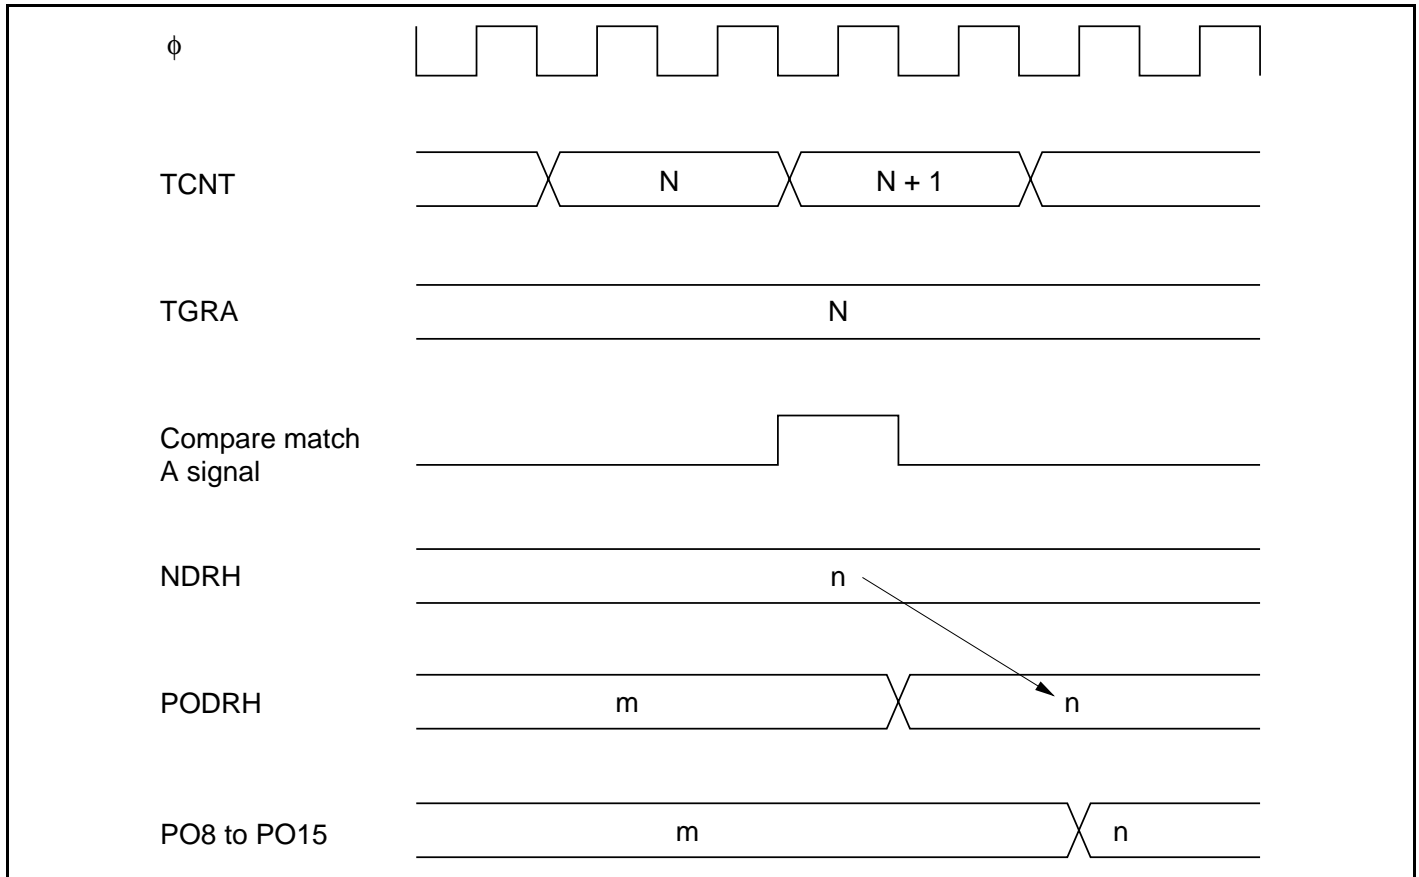 ϕ
TCNT
N
N + 1
TGRA
N
Compare match
A signal
NDRH
n
PODRH
m
n
PO8 to PO15
m
n